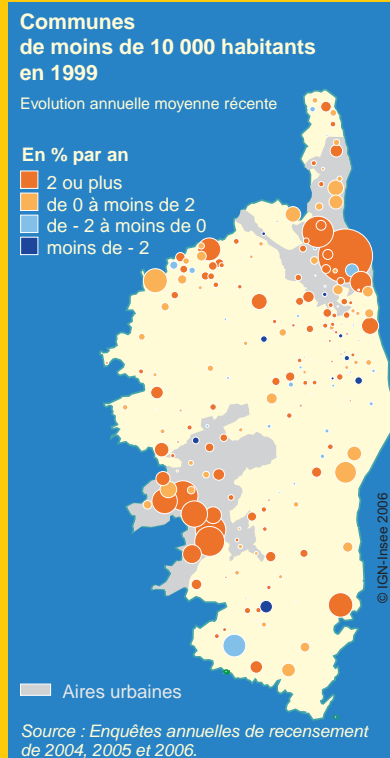 Communes
de moins de 10 000 habitants
en 1999
Evolution annuelle moyenne récente
En % par an
2 ou plus
de 0 à moins de 2
de - 2 à moins de 0
moins de - 2
© IGN-Insee 2006
Aires urbaines
Source : Enquêtes annuelles de recensement
de 2004, 2005 et 2006.